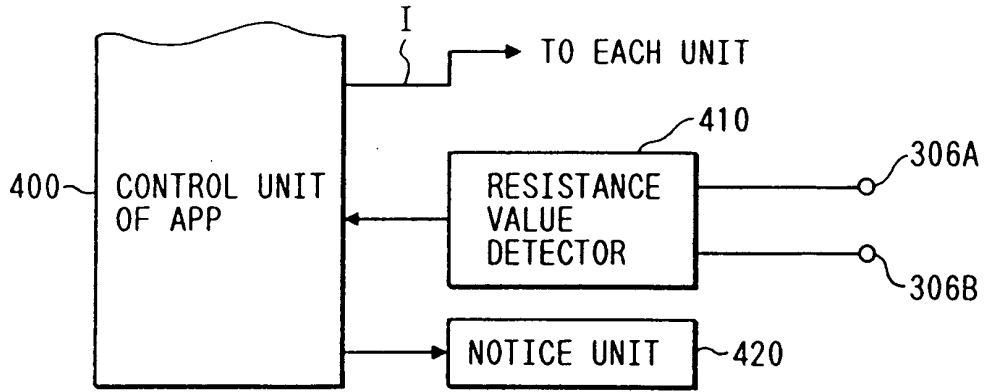 I
TO EACH UNIT
410
306A
400
CONTROL UNIT
OF APP
RESISTANCE
VALUE
DETECTOR
306B
NOTICE UNIT
420